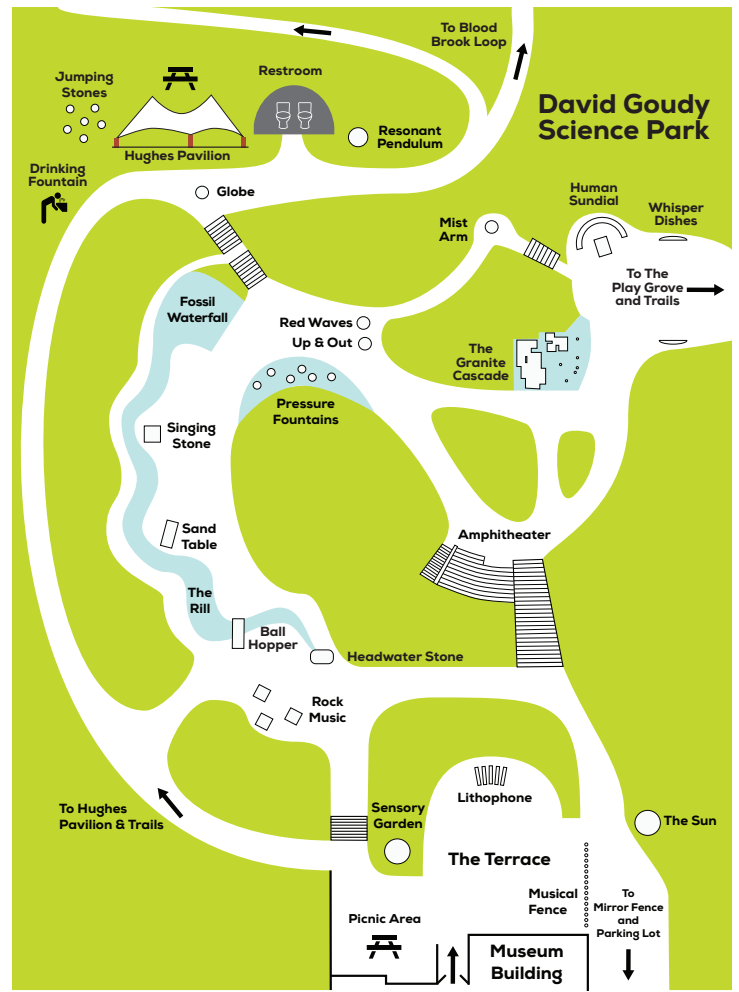 To Blood
Brook Loop
Jumping
Stones
Restroom
David Goudy
Science Park
Resonant
Pendulum
Hughes Pavilion
Drinking
Fountain
Globe
Human
Sundial
Whisper
Dishes
Mist
Arm
To The
Play Grove
and Trails
Fossil
Waterfall
Red Waves
Up & Out
The
Granite
Cascade
Pressure
Fountains
Singing
Stone
Sand
Table
Amphitheater
The
Rill
Ball
Hopper
Headwater Stone
Rock
Music
To Hughes
Pavilion & Trails
Sensory
Garden
Lithophone
The Sun
The Terrace
Musical
Fence
To
Mirror Fence
and
Parking Lot
Picnic Area
Museum
Building